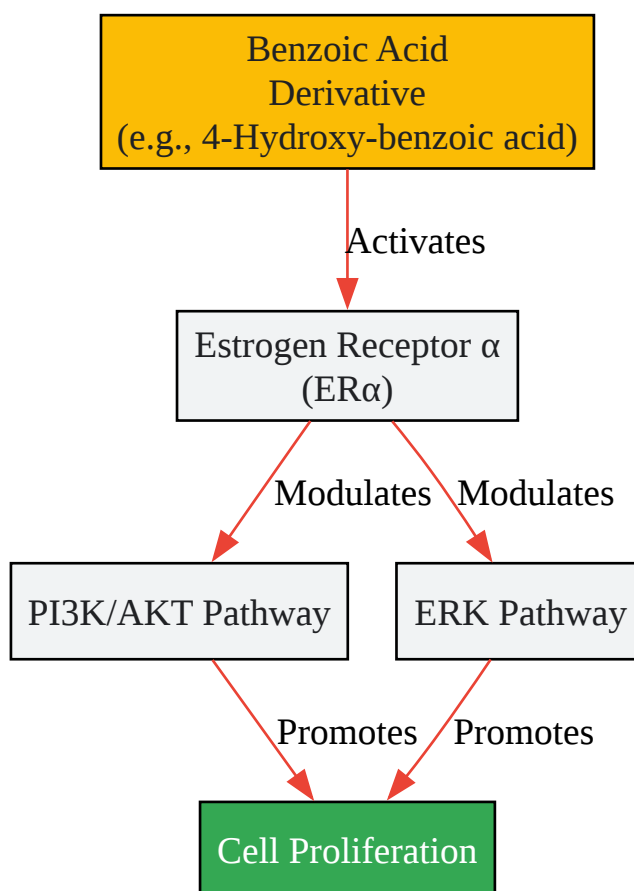 Benzoic Acid
Derivative
(e.g., 4-Hydroxy-benzoic acid)
Activates
Estrogen Receptor α
(ERα)
Modulates
Modulates
PI3K/AKT Pathway
ERK Pathway
Promotes
Promotes
Cell Proliferation